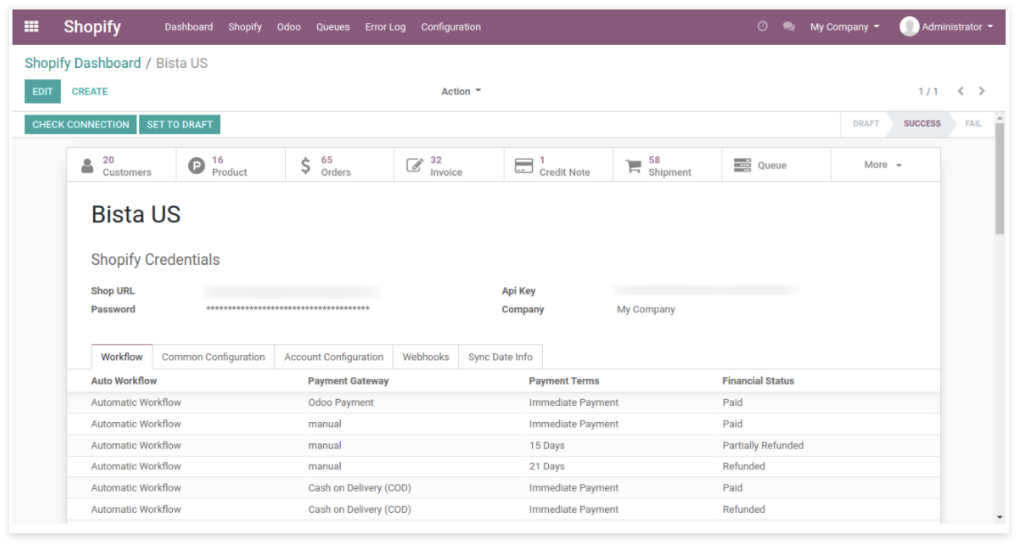 Shopify Dashboard Shopify Odoo Queues Error Log Configuration My Company Administrator
Shopify Dashboard / Bista US
EDIT CREATE Action 1 / 1
CHECK CONNECTION SET TO DRAFT DRAFT SUCCESS FAIL
20 Customers 16 Product 65 Orders 32 Invoice 1 Credit Note 58 Shipment Queue More
Bista US
Shopify Credentials
Shop URL Api Key
Password ************************************** Company My Company
Workflow Common Configuration Account Configuration Webhooks Sync Date Info
Auto Workflow Payment Gateway Payment Terms Financial Status
Automatic Workflow Odoo Payment Immediate Payment Paid
Automatic Workflow manual Immediate Payment Paid
Automatic Workflow manual 15 Days Partially Refunded
Automatic Workflow manual 21 Days Refunded
Automatic Workflow Cash on Delivery (COD) Immediate Payment Paid
Automatic Workflow Cash on Delivery (COD) Immediate Payment Refunded